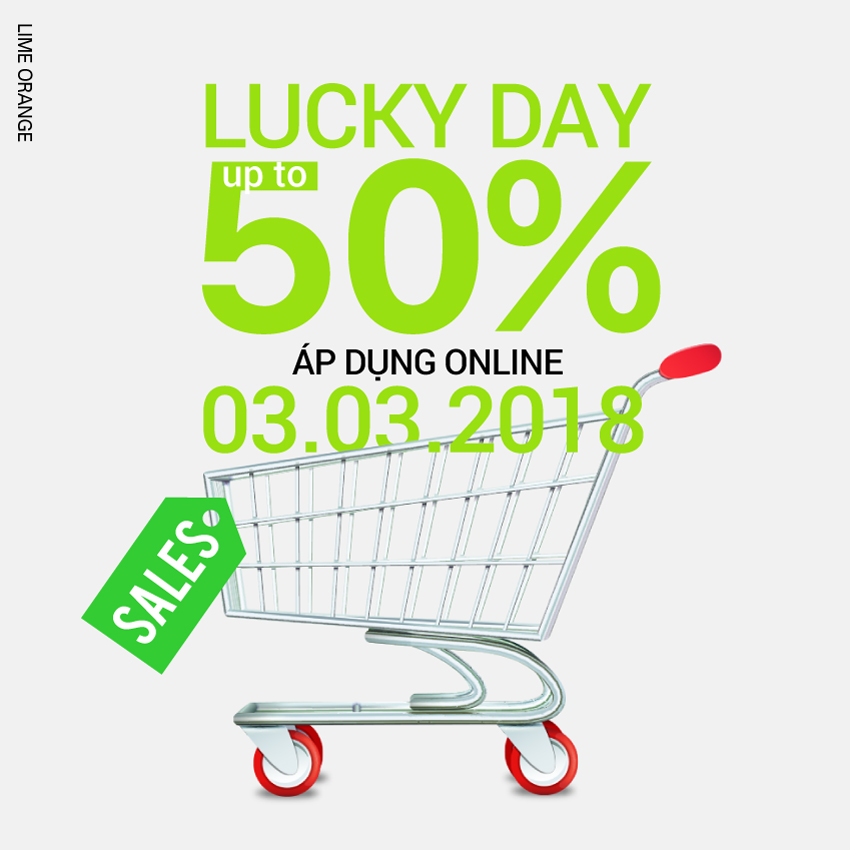 LIME ORANGE
LUCKY DAY
up to
50%
ÁP DỤNG ONLINE
03.03.2018
SALES